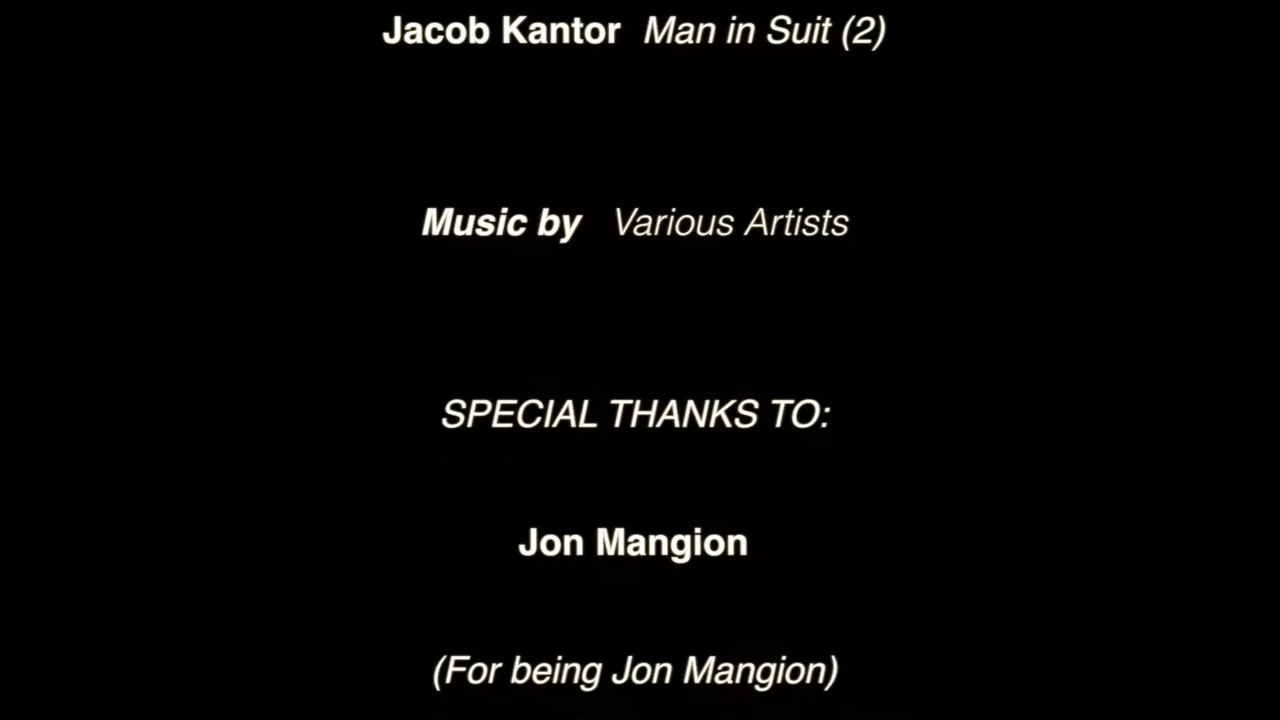 Jacob Kantor Man in Suit (2)
Music by Various Artists
SPECIAL THANKS TO:
Jon Mangion
(For being Jon Mangion)